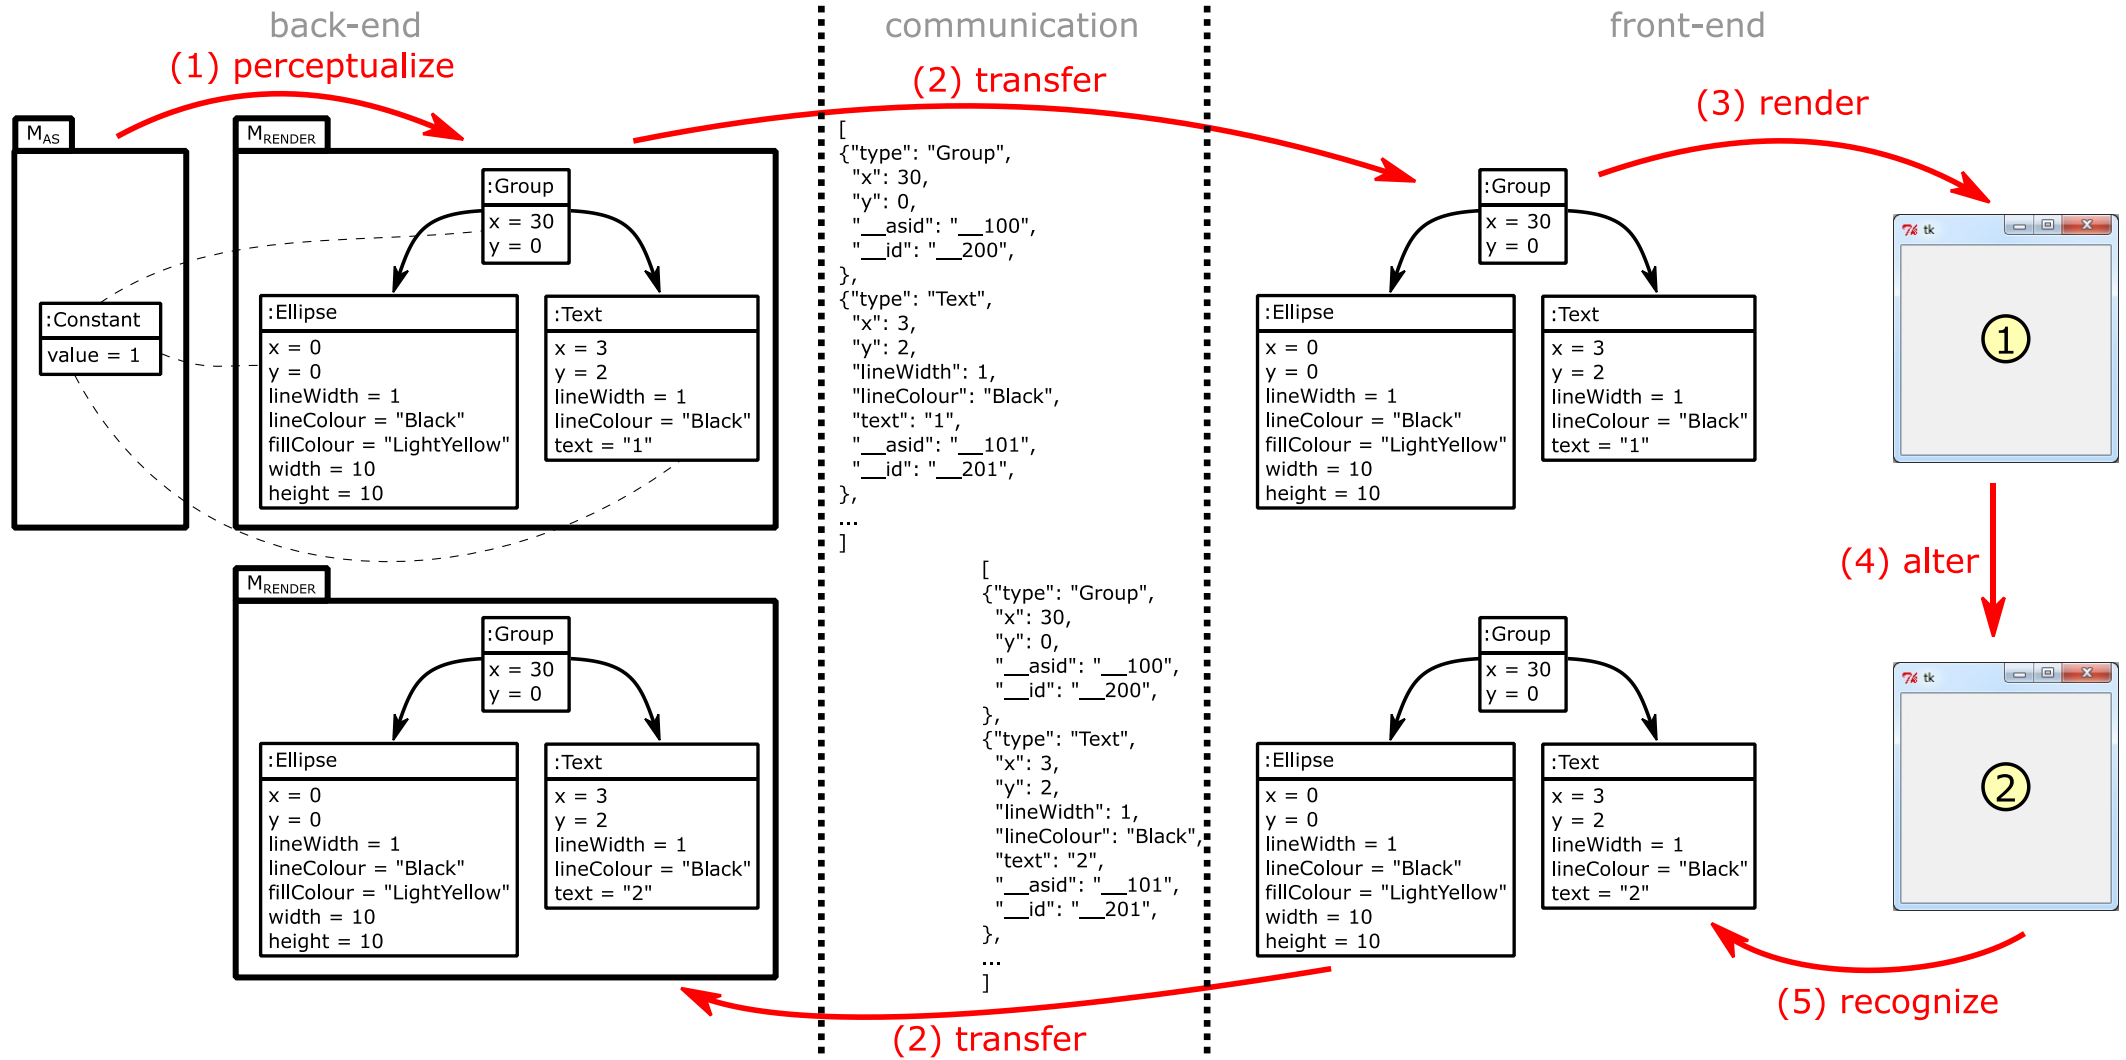 back-end
communication
front-end
(1) perceptualize
(2) transfer
(3) render
M_AS
:Constant
value = 1
M_RENDER
:Group
x = 30
y = 0
:Ellipse
x = 0
y = 0
lineWidth = 1
lineColour = "Black"
fillColour = "LightYellow"
width = 10
height = 10
:Text
x = 3
y = 2
lineWidth = 1
lineColour = "Black"
text = "1"
[
{"type": "Group",
"x": 30,
"y": 0,
"__asid": "__100",
"__id": "__200",
},
{"type": "Text",
"x": 3,
"y": 2,
"lineWidth": 1,
"lineColour": "Black",
"text": "1",
"__asid": "__101",
"__id": "__201",
},
...
]
:Group
x = 30
y = 0
:Ellipse
x = 0
y = 0
lineWidth = 1
lineColour = "Black"
fillColour = "LightYellow"
width = 10
height = 10
:Text
x = 3
y = 2
lineWidth = 1
lineColour = "Black"
text = "1"
tk
1
(4) alter
M_RENDER
:Group
x = 30
y = 0
:Ellipse
x = 0
y = 0
lineWidth = 1
lineColour = "Black"
fillColour = "LightYellow"
width = 10
height = 10
:Text
x = 3
y = 2
lineWidth = 1
lineColour = "Black"
text = "2"
[
{"type": "Group",
"x": 30,
"y": 0,
"__asid": "__100",
"__id": "__200",
},
{"type": "Text",
"x": 3,
"y": 2,
"lineWidth": 1,
"lineColour": "Black",
"text": "2",
"__asid": "__101",
"__id": "__201",
},
...
]
:Group
x = 30
y = 0
:Ellipse
x = 0
y = 0
lineWidth = 1
lineColour = "Black"
fillColour = "LightYellow"
width = 10
height = 10
:Text
x = 3
y = 2
lineWidth = 1
lineColour = "Black"
text = "2"
tk
2
(5) recognize
(2) transfer